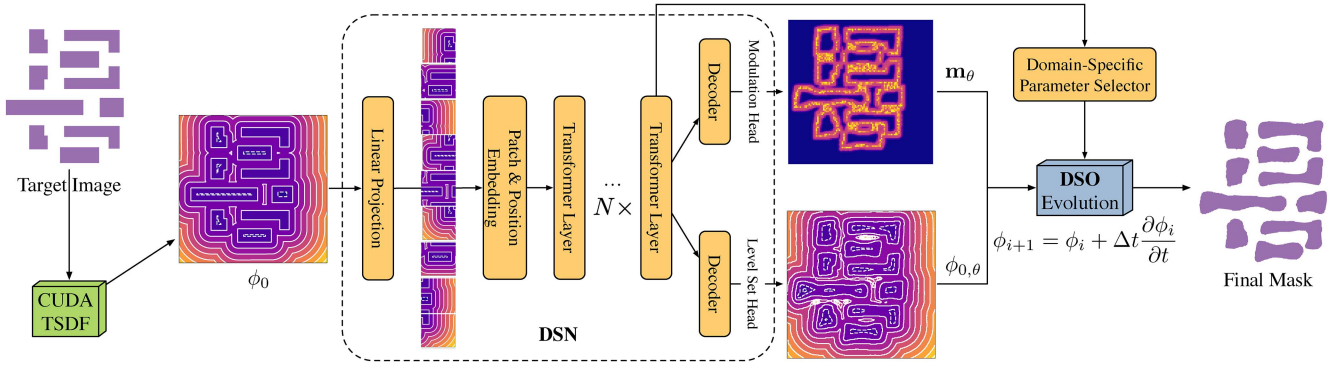 Target Image
CUDA
TSDF
ϕ₀
Linear Projection
Patch & Position
Embedding
Transformer
Layer
...
N ×
Transformer Layer
Decoder
Modulation Head
Decoder
Level Set Head
DSN
m_θ
ϕ₀,θ
Domain-Specific
Parameter Selector
DSO
Evolution
ϕᵢ₊₁ = ϕᵢ + Δt ∂ϕᵢ/∂t
Final Mask